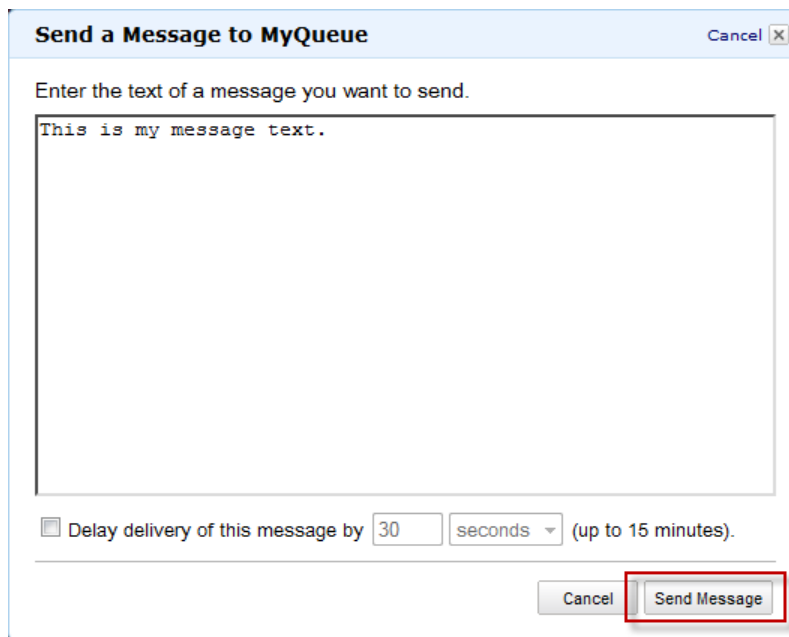 Send a Message to MyQueue Cancel
Enter the text of a message you want to send.
This is my message text.
Delay delivery of this message by 30 seconds (up to 15 minutes).
Cancel Send Message